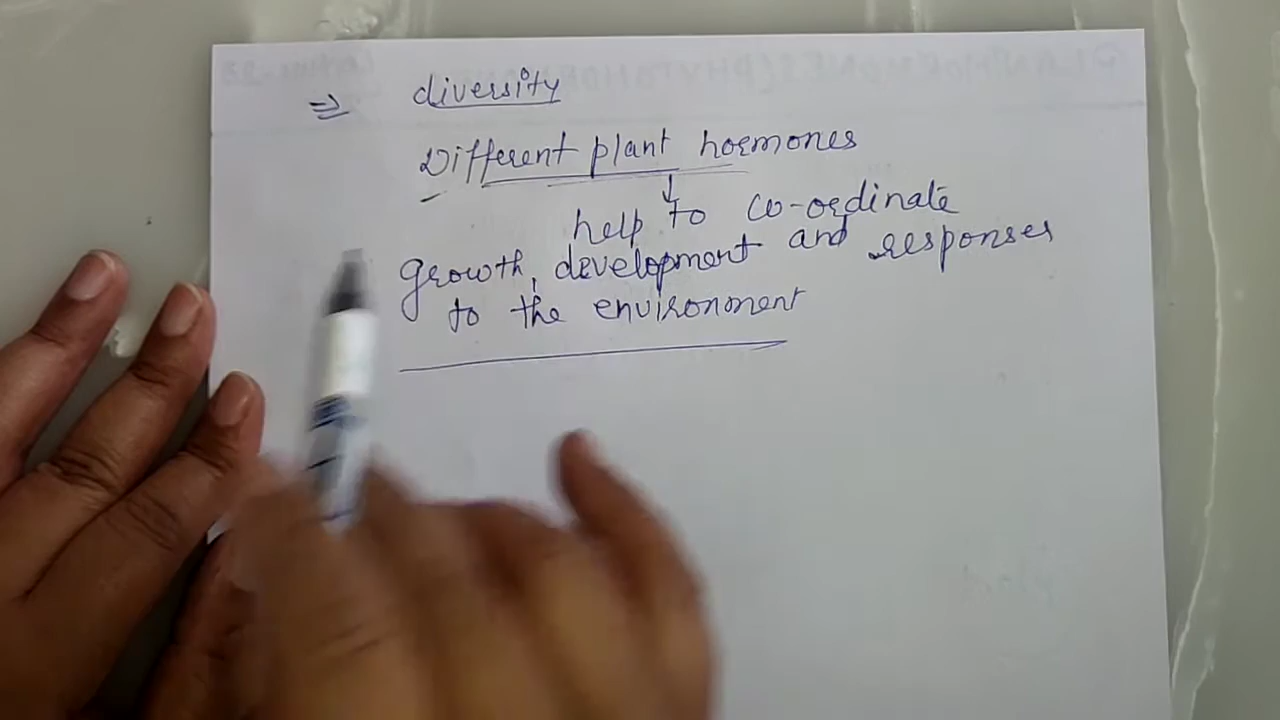 ⇒ diversity
Different plant hormones
↓
help to co-ordinate
Growth, development and responses
to the environment